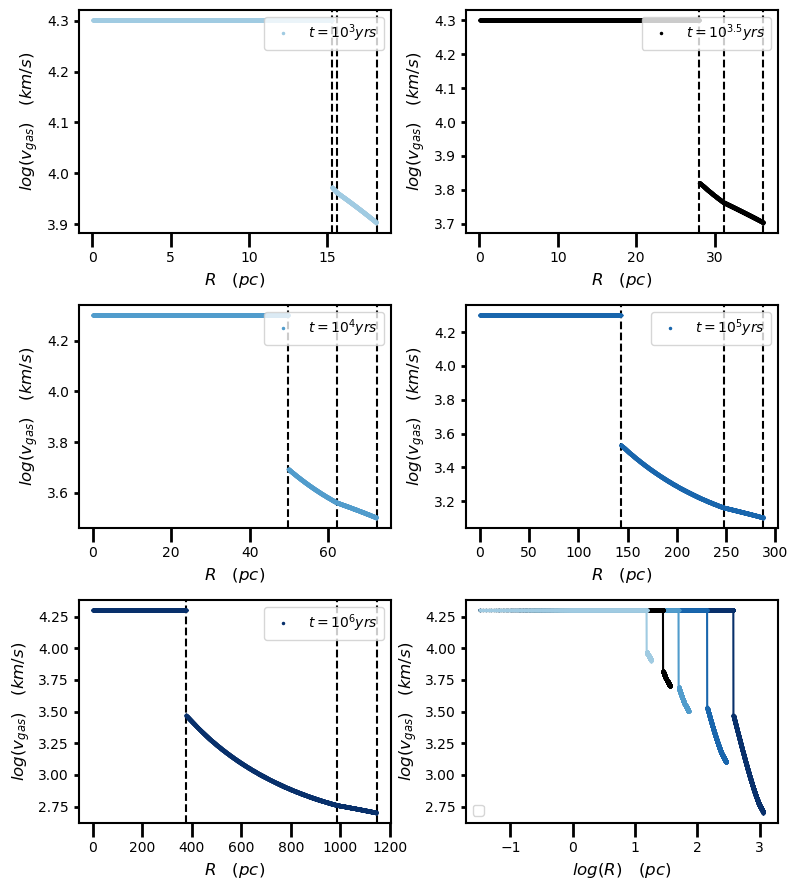 4.3
4.2
4.1
4.0
3.9
log(v_gas) (km/s)
t = 10^3 yrs
0 5 10 15
R (pc)
4.3
4.2
4.1
4.0
3.9
3.8
3.7
log(v_gas) (km/s)
t = 10^3.5 yrs
0 10 20 30
R (pc)
4.2
4.0
3.8
3.6
log(v_gas) (km/s)
t = 10^4 yrs
0 20 40 60
R (pc)
4.2
4.0
3.8
3.6
3.4
3.2
log(v_gas) (km/s)
t = 10^5 yrs
0 50 100 150 200 250 300
R (pc)
4.25
4.00
3.75
3.50
3.25
3.00
2.75
log(v_gas) (km/s)
t = 10^6 yrs
0 200 400 600 800 1000 1200
R (pc)
4.25
4.00
3.75
3.50
3.25
3.00
2.75
log(v_gas) (km/s)
−1 0 1 2 3
log(R) (pc)